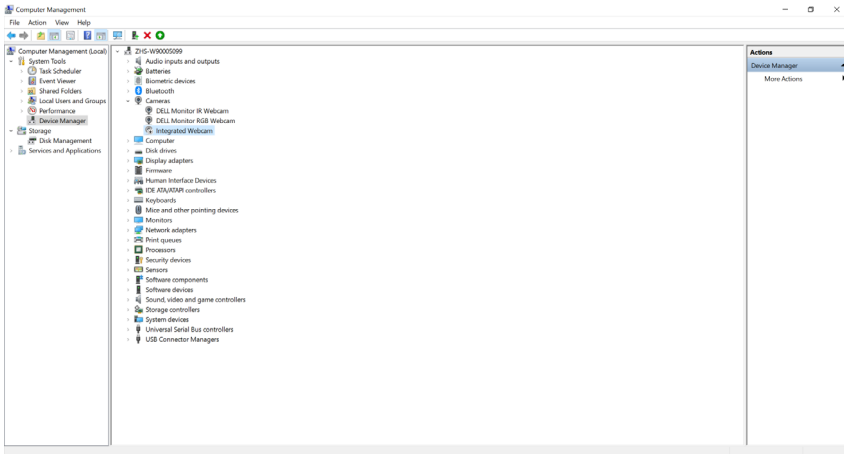 Computer Management
File Action View Help
Computer Management (Local)
System Tools
Task Scheduler
Event Viewer
Shared Folders
Local Users and Groups
Performance
Device Manager
Storage
Disk Management
Services and Applications
ZHS-W90005099
Audio inputs and outputs
Batteries
Biometric devices
Bluetooth
Cameras
DELL Monitor IR Webcam
DELL Monitor RGB Webcam
Integrated Webcam
Computer
Disk drives
Display adapters
Firmware
Human Interface Devices
IDE ATA/ATAPI controllers
Keyboards
Mice and other pointing devices
Monitors
Network adapters
Print queues
Processors
Security devices
Sensors
Software components
Software devices
Sound, video and game controllers
Storage controllers
System devices
Universal Serial Bus controllers
USB Connector Managers
Actions
Device Manager
More Actions